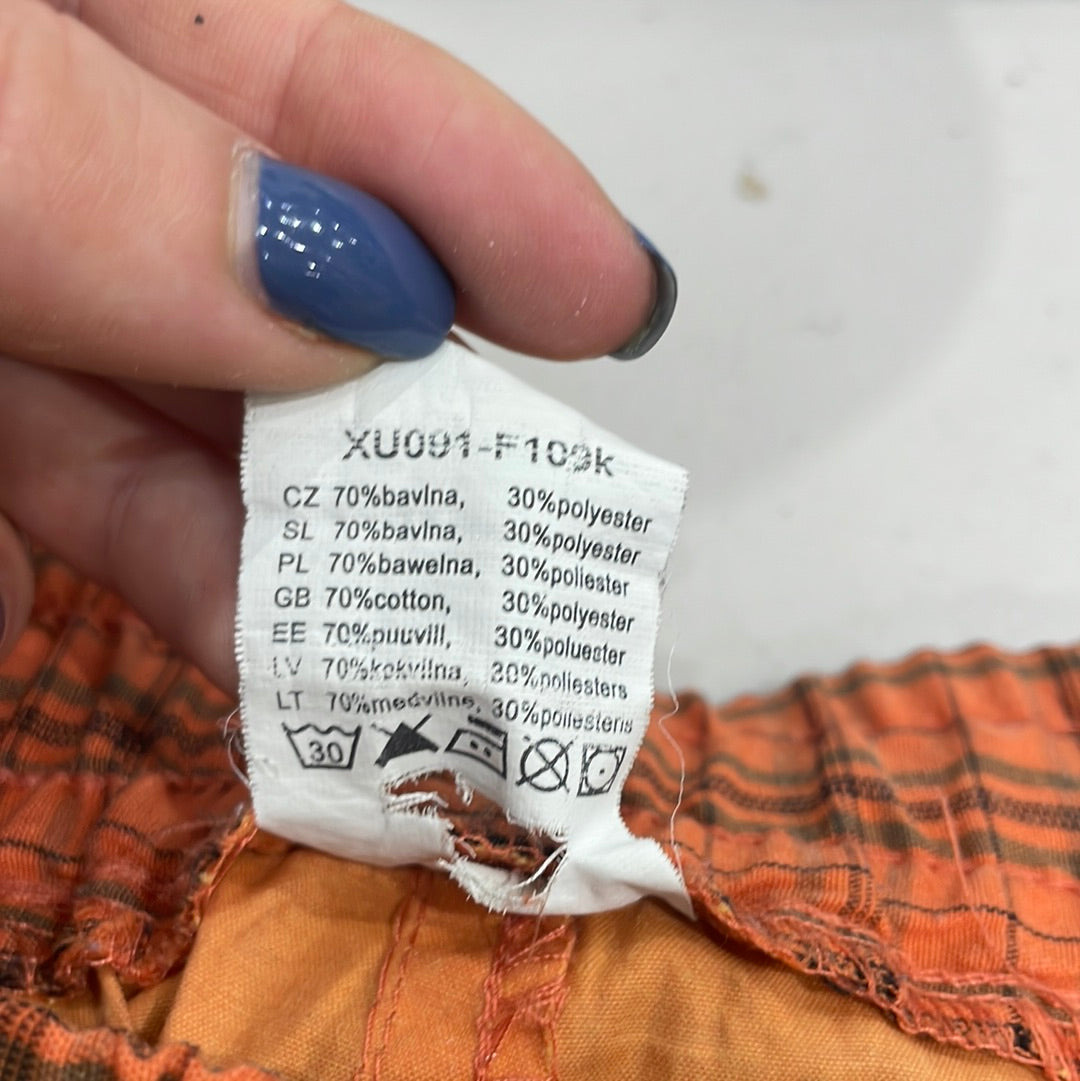 XU091-F109k
CZ 70%bavlna, 30%polyester
SL 70%bavlna, 30%polyester
PL 70%bawelna, 30%poliester
GB 70%cotton, 30%polyester
EE 70%puuvill, 30%poluester
LV 70%kokvilna, 30%poliesters
LT 70%medvilne, 30%poliesteris
30